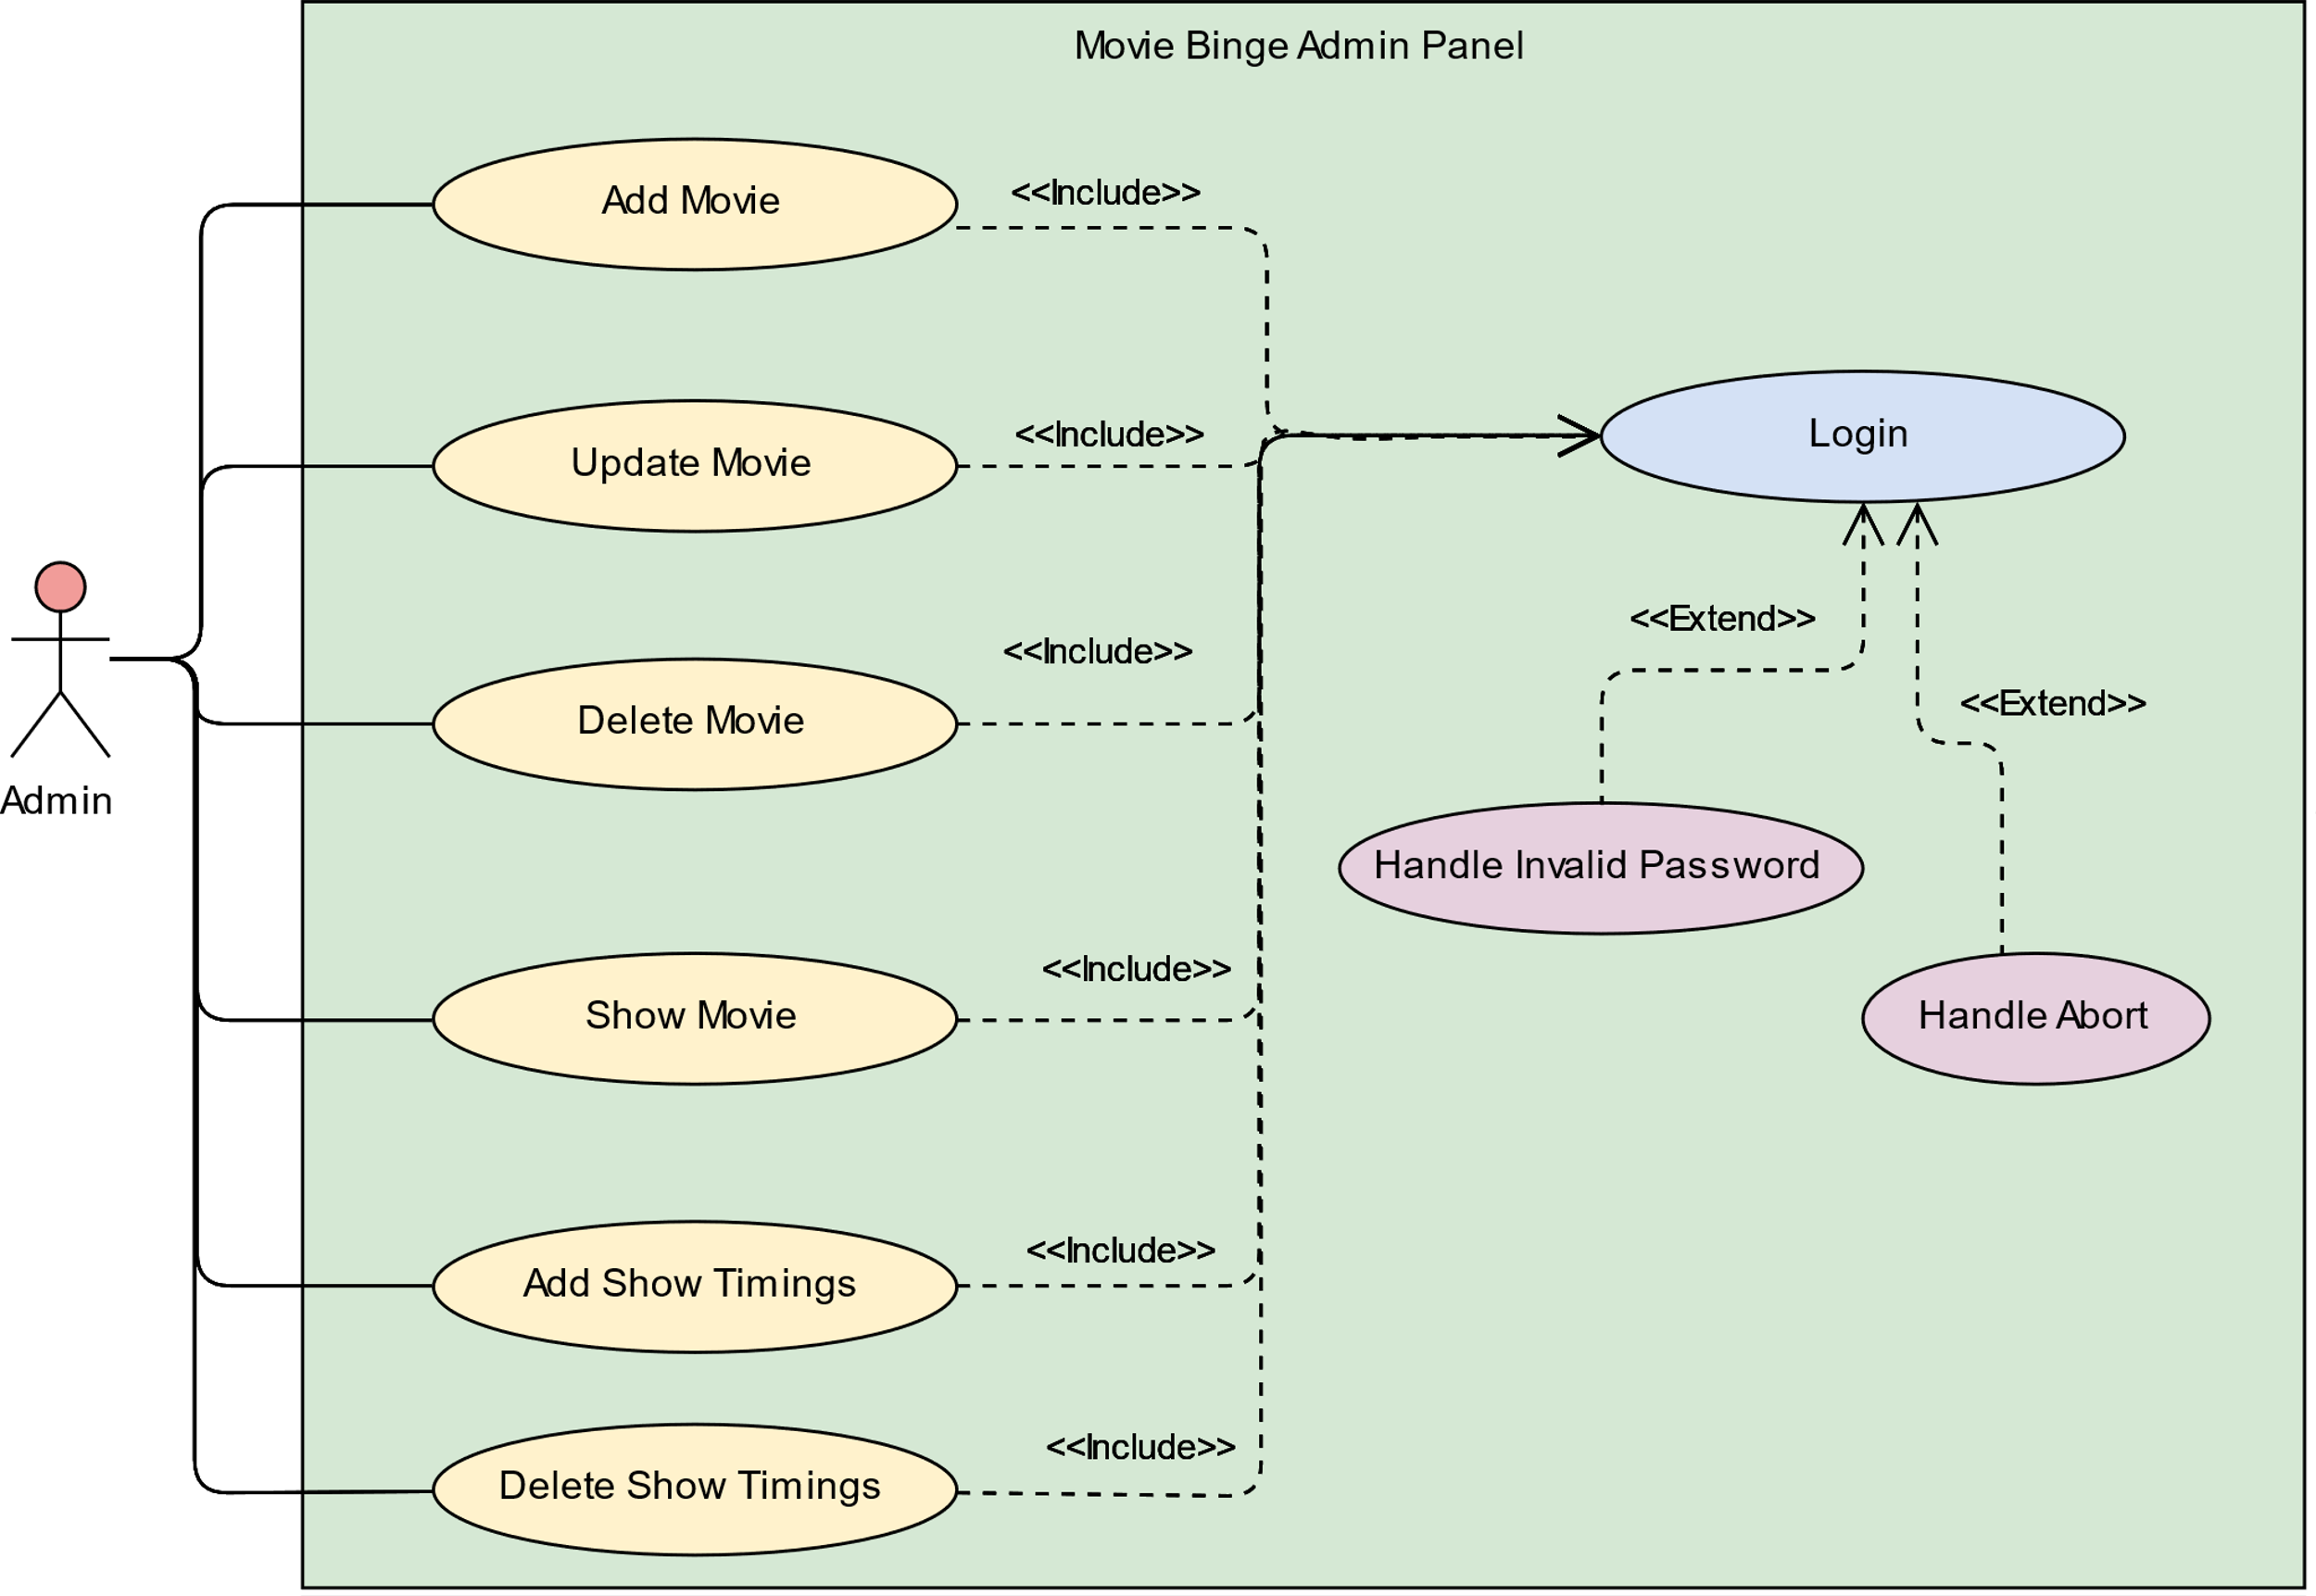 Movie Binge Admin Panel
Add Movie
<<Include>>
Update Movie
<<Include>>
Login
Admin
Delete Movie
<<Include>>
<<Extend>>
<<Extend>>
Handle Invalid Password
Show Movie
<<Include>>
Handle Abort
Add Show Timings
<<Include>>
Delete Show Timings
<<Include>>